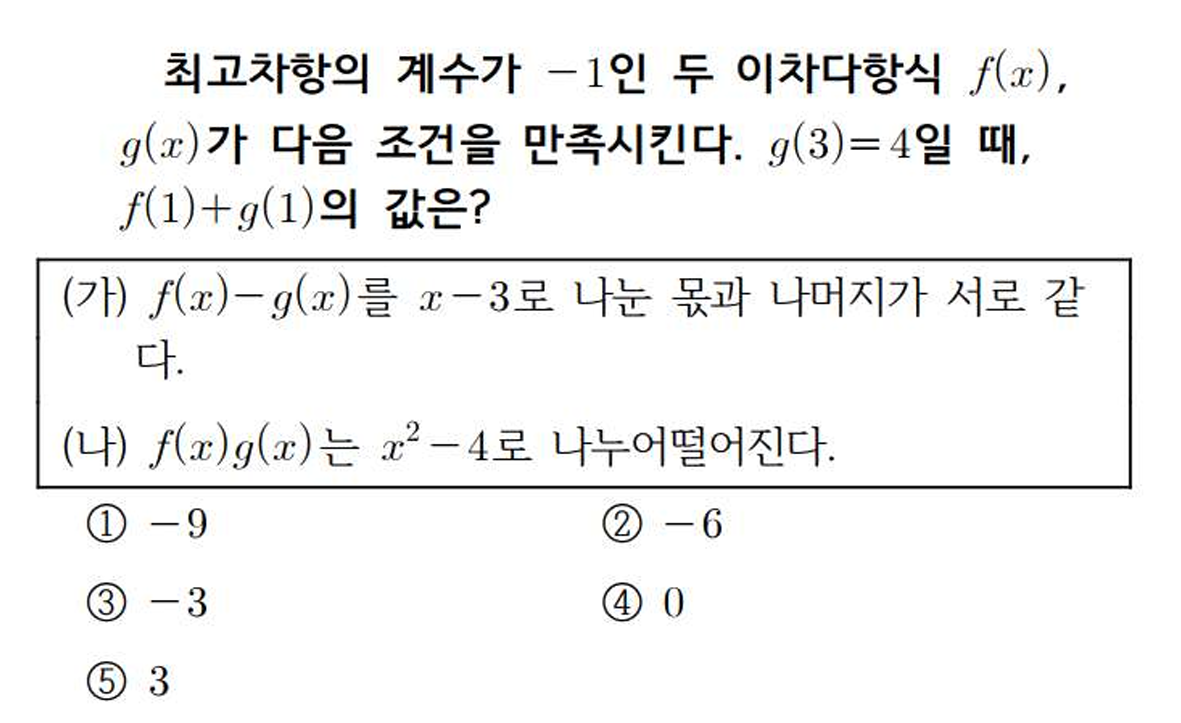 최고차항의 계수가 −1인 두 이차다항식 f(x),
g(x)가 다음 조건을 만족시킨다. g(3)=4일 때,
f(1)+g(1)의 값은?
(가) f(x)−g(x)를 x−3로 나눈 몫과 나머지가 서로 같
다.
(나) f(x)g(x)는 x²−4로 나누어떨어진다.
① −9 ② −6
③ −3 ④ 0
⑤ 3